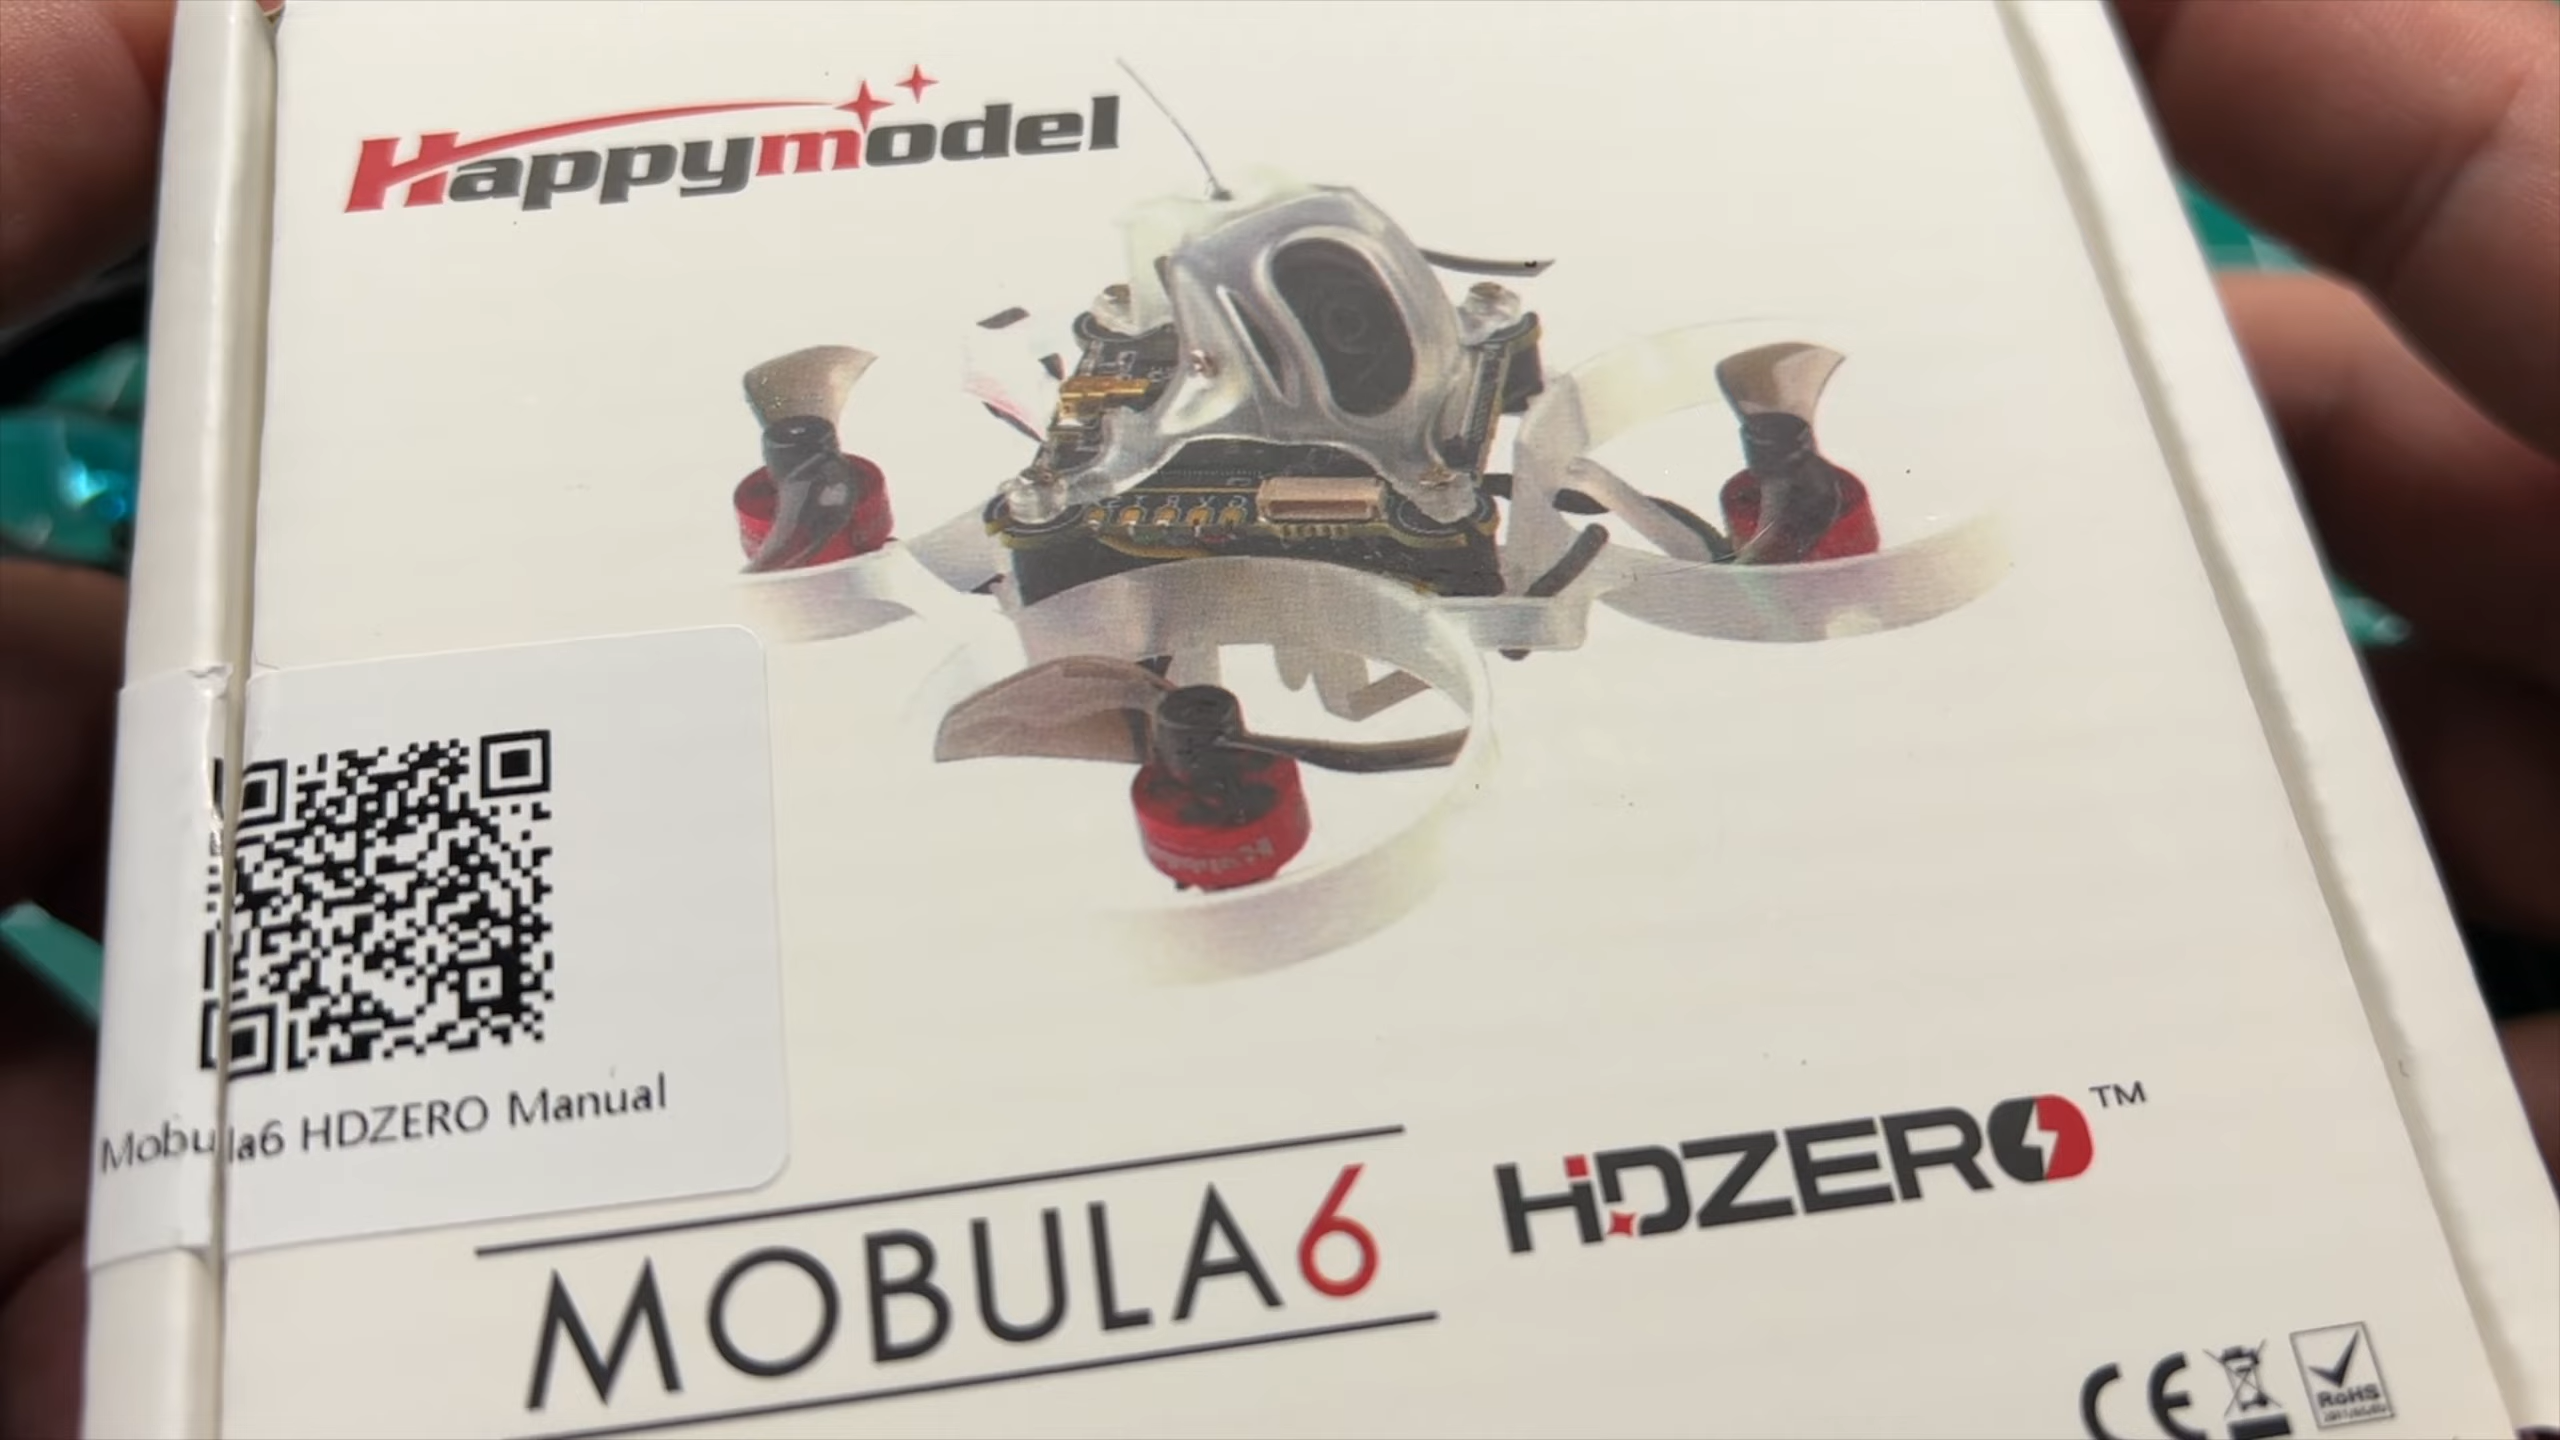 Happymodel
Mobula6 HDZERO Manual
MOBULA6
HDZERO™
CE
RoHS